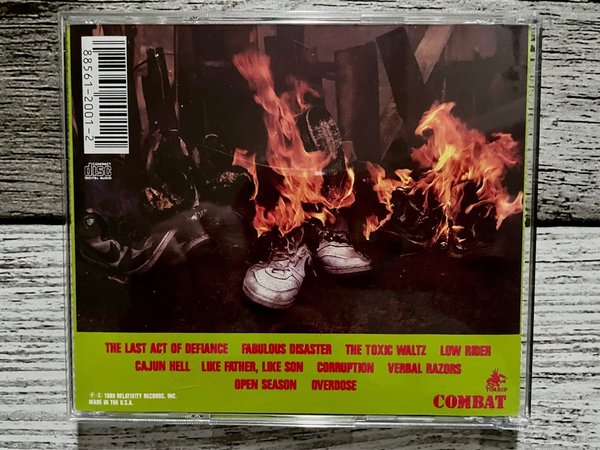 88561-2001-2
COMPACT
disc
DIGITAL AUDIO
THE LAST ACT OF DEFIANCE FABULOUS DISASTER THE TOXIC WALTZ LOW RIDER
CAJUN HELL LIKE FATHER, LIKE SON CORRUPTION VERBAL RAZORS
OPEN SEASON OVERDOSE
℗ © 1989 RELATIVITY RECORDS, INC.
MADE IN THE U.S.A.
TORRID
COMBAT